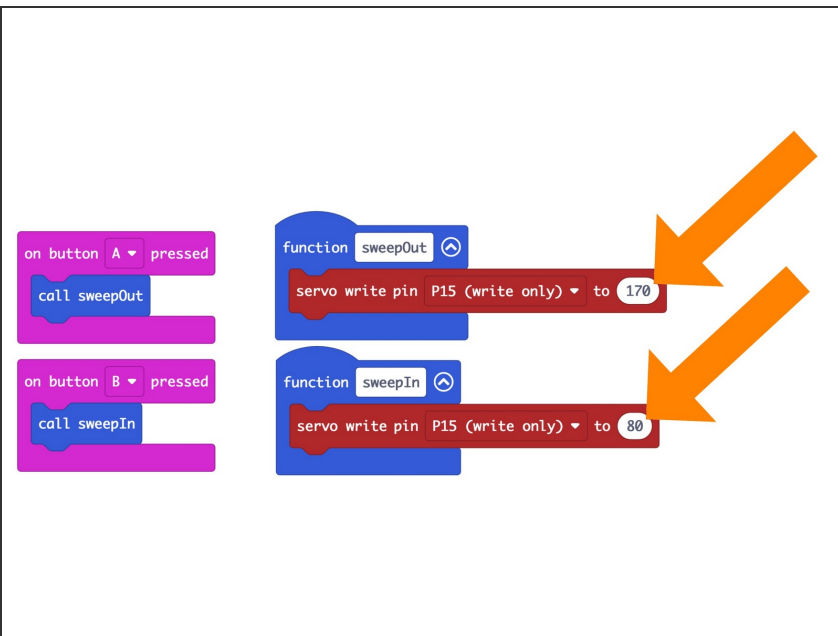 on button A pressed
call sweepOut
function sweepOut
servo write pin P15 (write only) to 170
on button B pressed
call sweepIn
function sweepIn
servo write pin P15 (write only) to 80